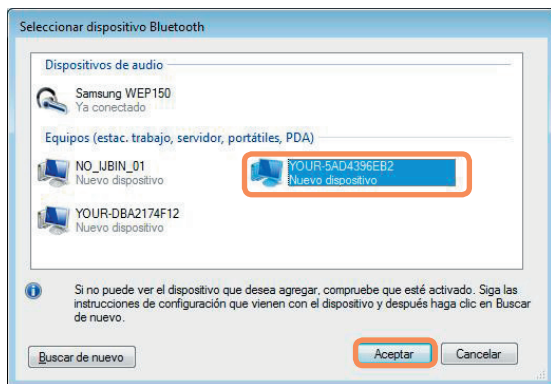 Seleccionar dispositivo Bluetooth
Dispositivos de audio
Samsung WEP150
Ya conectado
Equipos (estac. trabajo, servidor, portátiles, PDA)
NO_IJBIN_01
Nuevo dispositivo
YOUR-5AD4396EB2
Nuevo dispositivo
YOUR-DBA2174F12
Nuevo dispositivo
Si no puede ver el dispositivo que desea agregar, compruebe que esté activado. Siga las
instrucciones de configuración que vienen con el dispositivo y después haga clic en Buscar
de nuevo.
Buscar de nuevo
Aceptar
Cancelar